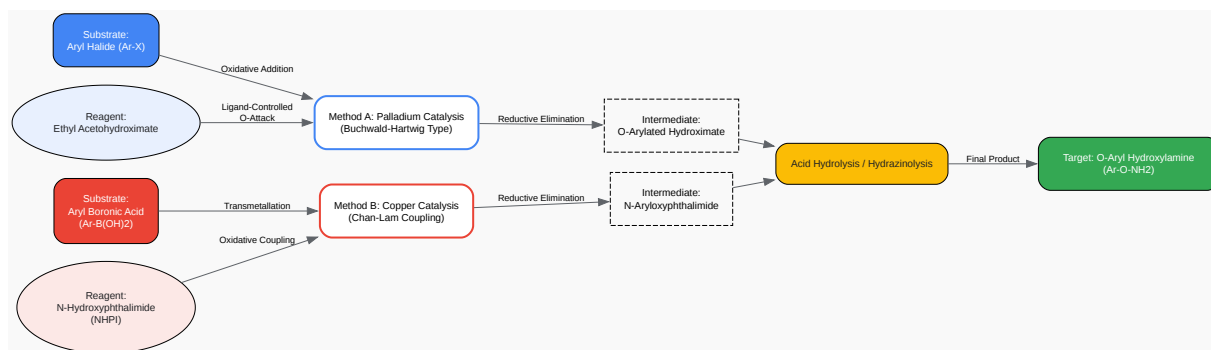 Substrate:
Aryl Halide (Ar-X)
Oxidative Addition
Reagent:
Ethyl Acetohydroximate
Ligand-Controlled
O-Attack
Method A: Palladium Catalysis
(Buchwald-Hartwig Type)
Reductive Elimination
Intermediate:
O-Arylated Hydroximate
Acid Hydrolysis / Hydrazinolysis
Final Product
Target: O-Aryl Hydroxylamine
(Ar-O-NH2)
Substrate:
Aryl Boronic Acid
(Ar-B(OH)2)
Transmetallation
Method B: Copper Catalysis
(Chan-Lam Coupling)
Reductive Elimination
Intermediate:
N-Aryloxyphthalimide
Oxidative Coupling
Reagent:
N-Hydroxyphthalimide
(NHPI)